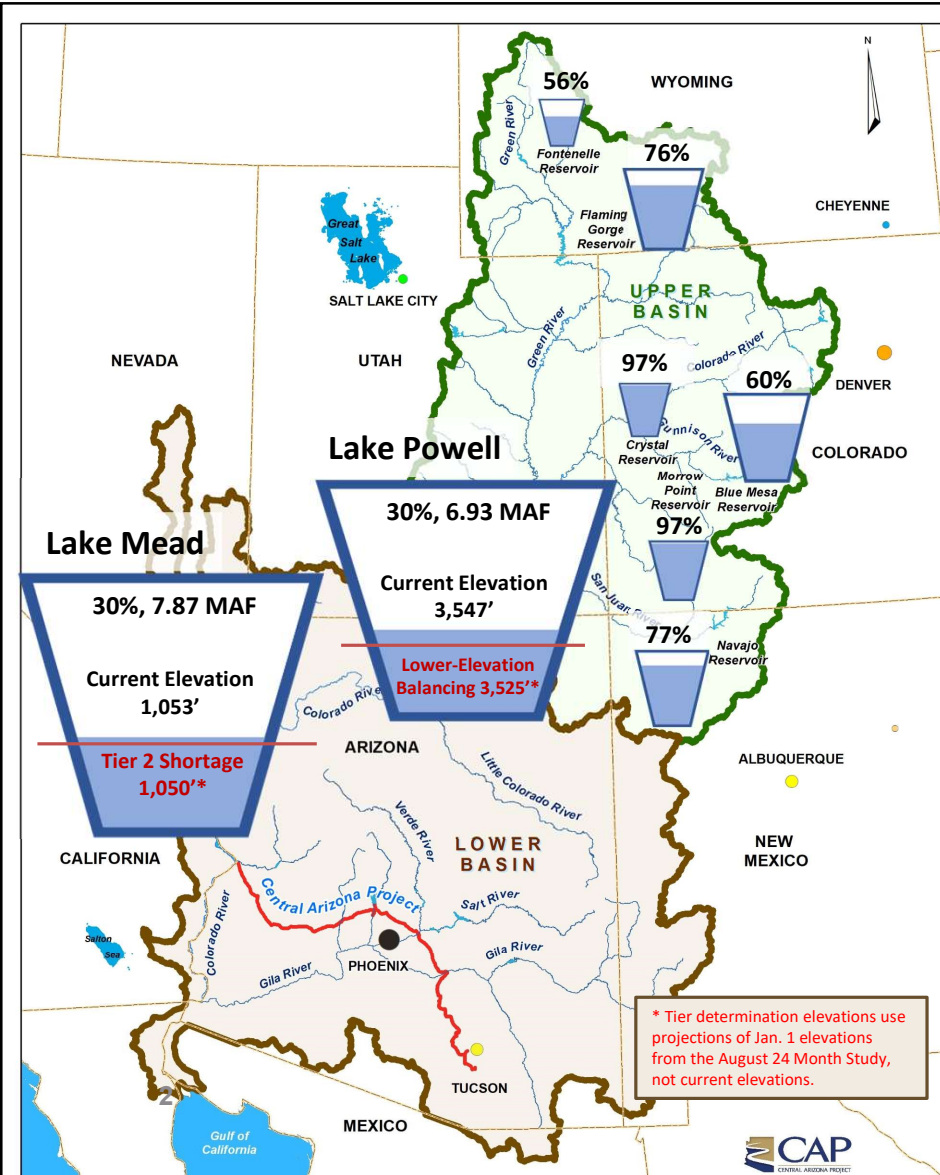 N
56%
WYOMING
Green River
Fontenelle
Reservoir
76%
Flaming
Gorge
Reservoir
CHEYENNE
Great
Salt
Lake
SALT LAKE CITY
UPPER
BASIN
Green River
Colorado River
NEVADA
UTAH
97%
60%
DENVER
Crystal
Reservoir
Gunnison River
COLORADO
Morrow
Point
Reservoir
Blue Mesa
Reservoir
97%
Lake Powell
30%, 6.93 MAF
Current Elevation
3,547’
Lower-Elevation
Balancing 3,525’*
San Juan River
77%
Navajo
Reservoir
Lake Mead
30%, 7.87 MAF
Current Elevation
1,053’
Tier 2 Shortage
1,050’*
Colorado River
ARIZONA
Little Colorado River
ALBUQUERQUE
Verde River
CALIFORNIA
LOWER
BASIN
NEW
MEXICO
Central Arizona Project
Salt River
Colorado River
Salton
Sea
PHOENIX
Gila River
Gila River
* Tier determination elevations use
projections of Jan. 1 elevations
from the August 24 Month Study,
not current elevations.
TUCSON
2
MEXICO
Gulf of
California
CAP
CENTRAL ARIZONA PROJECT